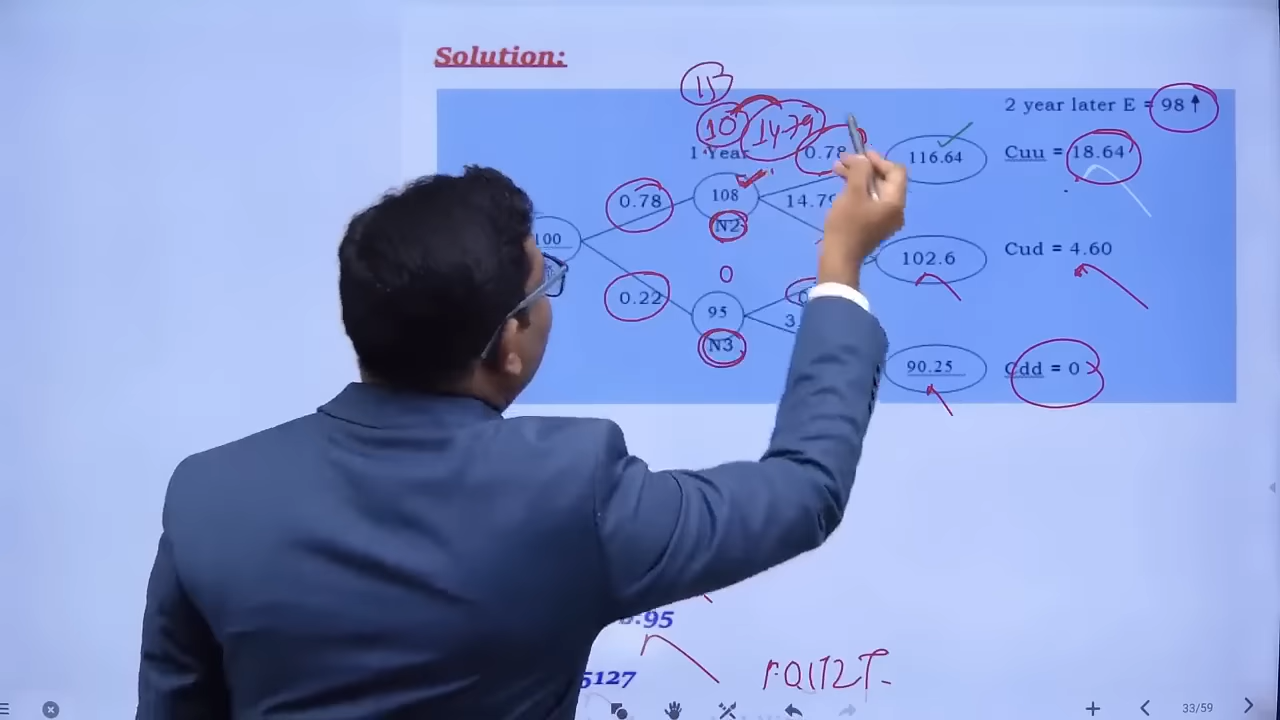 Solution:
15
10 14.79
2 year later E = 98
1 Year 0.78 116.64 Cuu = 18.64
0.78 108 14.79
N2
100 102.6 Cud = 4.60
0
0.22 95
N3 90.25 Cdd = 0
.95
5127
33/59